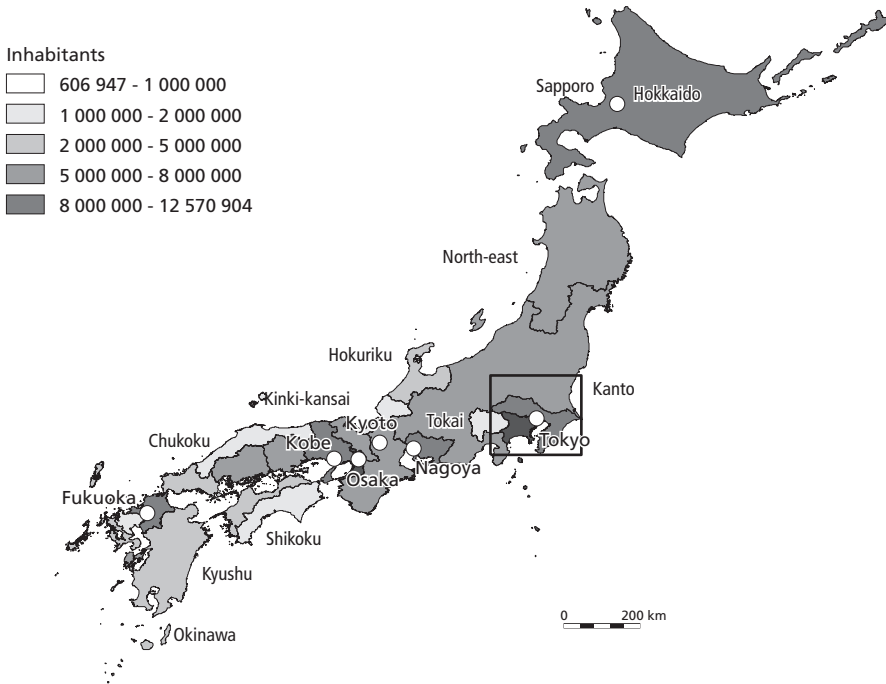 Inhabitants
606 947 - 1 000 000
1 000 000 - 2 000 000
2 000 000 - 5 000 000
5 000 000 - 8 000 000
8 000 000 - 12 570 904
Sapporo
Hokkaido
North-east
Hokuriku
Kanto
Kinki-kansai
Kyoto
Tokai
Chukoku
Kobe
Tokyo
Nagoya
Osaka
Fukuoka
Shikoku
Kyushu
Okinawa
0 200 km